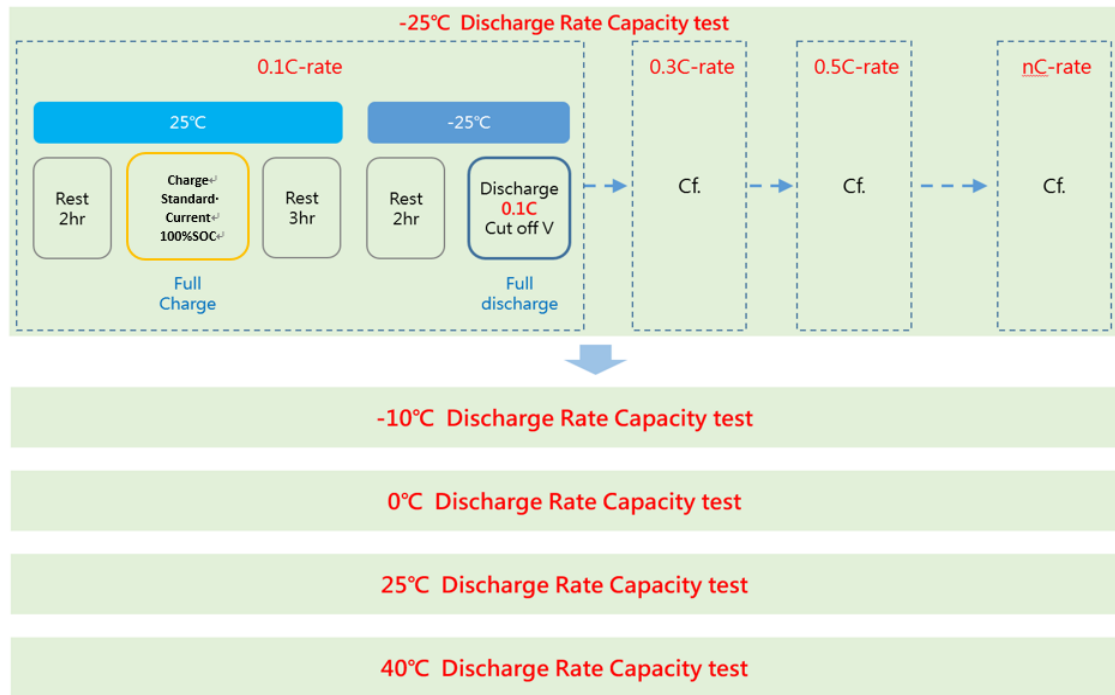 -25℃ Discharge Rate Capacity test
0.1C-rate
25℃
-25℃
Rest
2hr
Charge↵
Standard·
Current↵
100%SOC↵
Rest
3hr
Rest
2hr
Discharge
0.1C
Cut off V
Full
Charge
Full
discharge
0.3C-rate
Cf.
0.5C-rate
Cf.
nC-rate
Cf.
-10℃ Discharge Rate Capacity test
0℃ Discharge Rate Capacity test
25℃ Discharge Rate Capacity test
40℃ Discharge Rate Capacity test